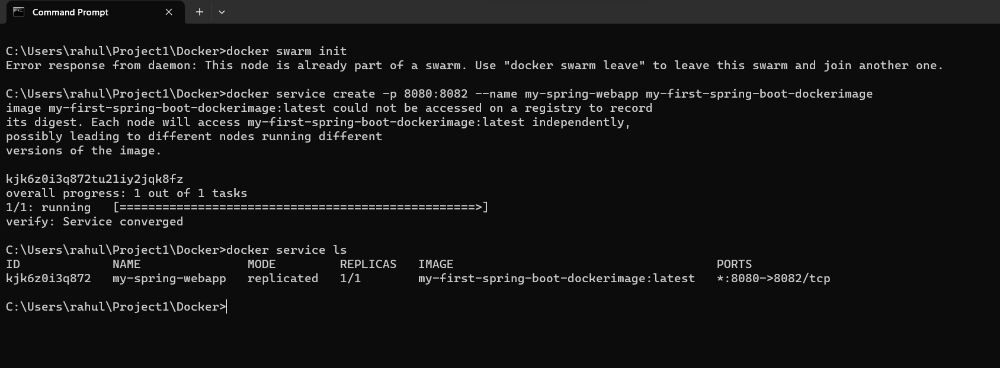 Command Prompt
C:\Users\rahul\Project1\Docker>docker swarm init
Error response from daemon: This node is already part of a swarm. Use "docker swarm leave" to leave this swarm and join another one.
C:\Users\rahul\Project1\Docker>docker service create -p 8080:8082 --name my-spring-webapp my-first-spring-boot-dockerimage
image my-first-spring-boot-dockerimage:latest could not be accessed on a registry to record
its digest. Each node will access my-first-spring-boot-dockerimage:latest independently,
possibly leading to different nodes running different
versions of the image.
kjk6z0i3q872tu21iy2jqk8fz
overall progress: 1 out of 1 tasks
1/1: running   [==================================================>]
verify: Service converged
C:\Users\rahul\Project1\Docker>docker service ls
ID             NAME               MODE         REPLICAS   IMAGE                                     PORTS
kjk6z0i3q872   my-spring-webapp   replicated   1/1        my-first-spring-boot-dockerimage:latest   *:8080->8082/tcp
C:\Users\rahul\Project1\Docker>